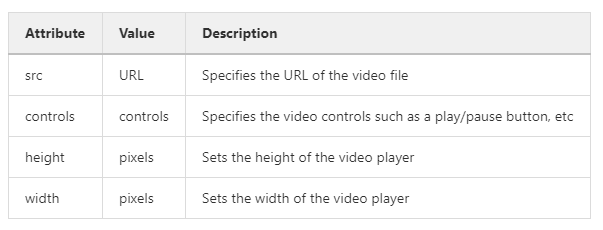 Attribute Value Description
src URL Specifies the URL of the video file
controls controls Specifies the video controls such as a play/pause button, etc
height pixels Sets the height of the video player
width pixels Sets the width of the video player